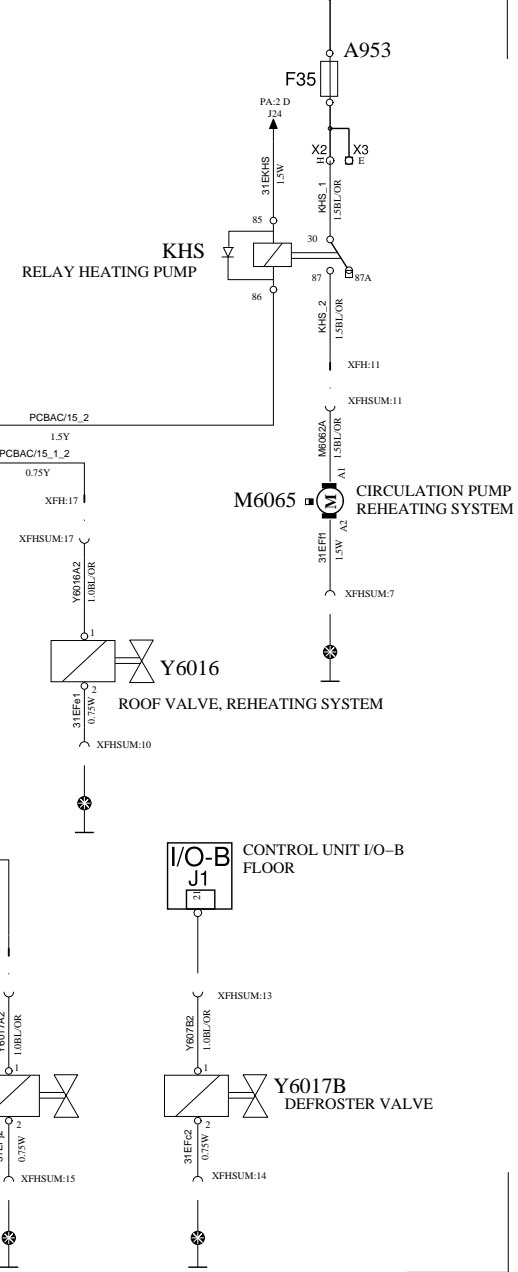 A953
F35
PA:2 D
J24
X2
X3
H
E
31EKHS
1.5W
KHS_1
1.5BL/OR
85
30
KHS
RELAY HEATING PUMP
86
87
87A
KHS_2
1.5BL/OR
XFH:11
XFHSUM:11
PCBAC/15_2
1.5Y
M6062A
1.5BL/OR
PCBAC/15_1_2
0.75Y
A1
XFH:17
M6065
M
CIRCULATION PUMP
REHEATING SYSTEM
A2
XFHSUM:17
31EFf1
1.5W
Y6016A2
1.0BL/OR
XFHSUM:7
1
Y6016
2
31EFe1
0.75W
ROOF VALVE, REHEATING SYSTEM
XFHSUM:10
I/O-B
J1
21
CONTROL UNIT I/O-B
FLOOR
XFHSUM:13
1.0BL/OR
Y607B2
1.0BL/OR
1
1
Y6017B
DEFROSTER VALVE
2
2
0.75W
31EFc2
0.75W
XFHSUM:15
XFHSUM:14